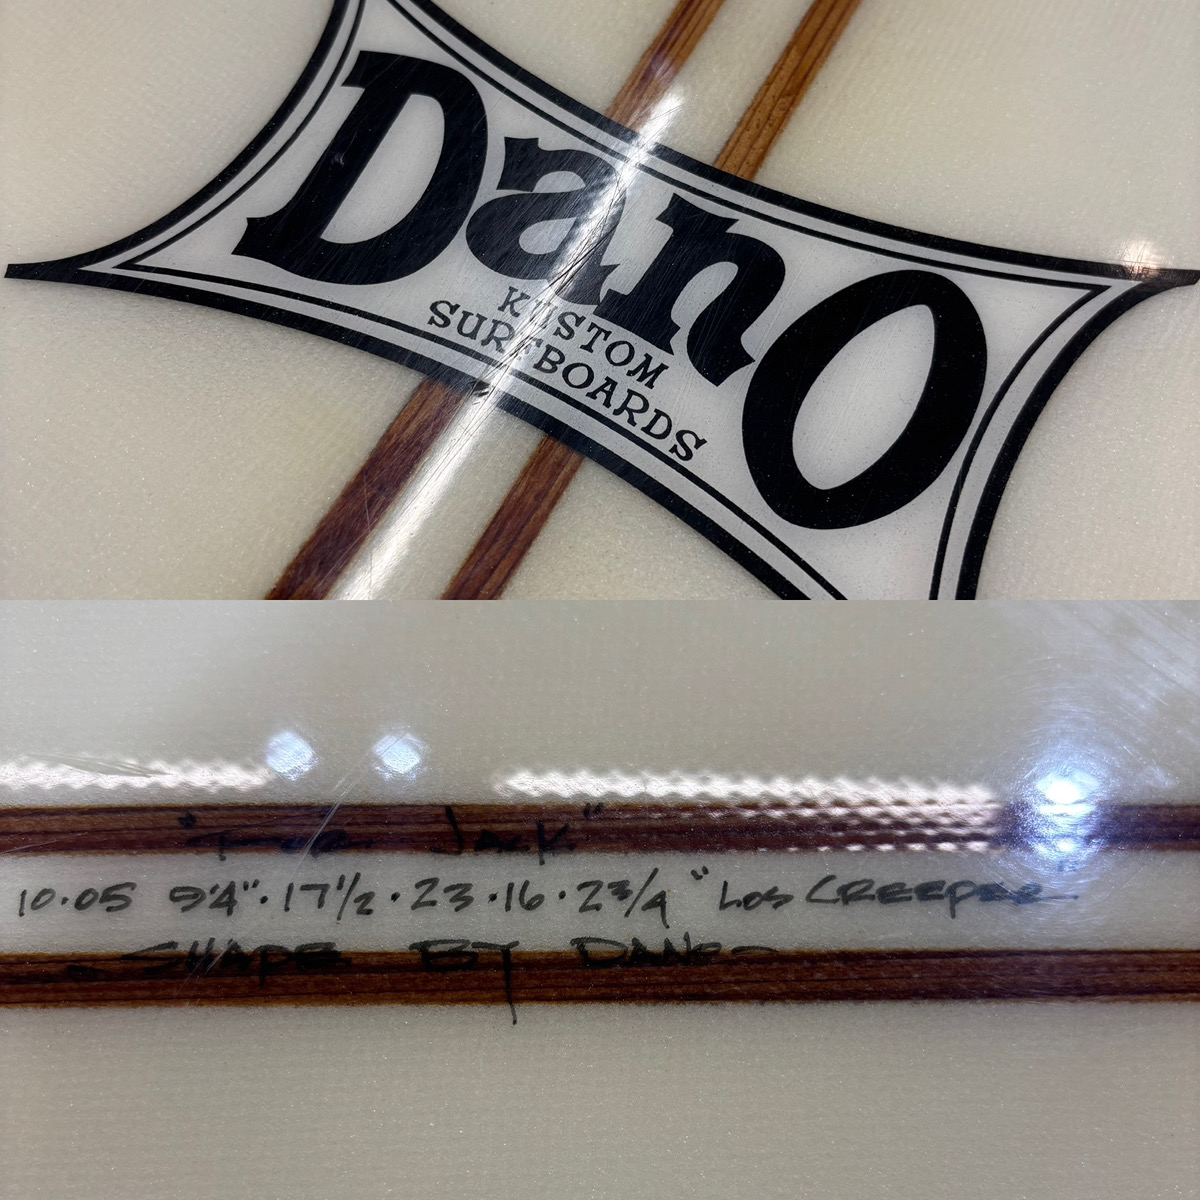 Dano
KUSTOM
SURFBOARDS
"For Jack"
10·05 9'4"·17½·23·16·2¾ "Los Creeper"
SHAPE BY DANO